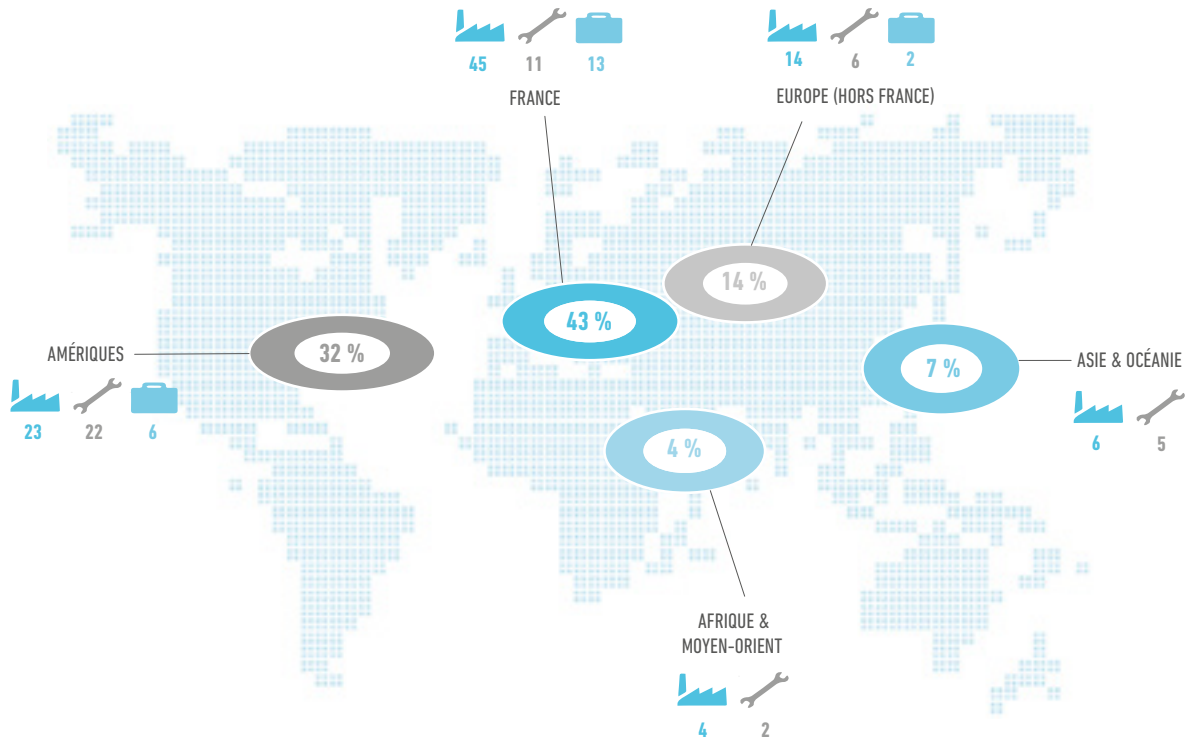 45 11 13
FRANCE
14 6 2
EUROPE (HORS FRANCE)
14 %
43 %
32 %
AMÉRIQUES
23 22 6
7 %
ASIE & OCÉANIE
6 5
4 %
AFRIQUE &
MOYEN-ORIENT
4 2